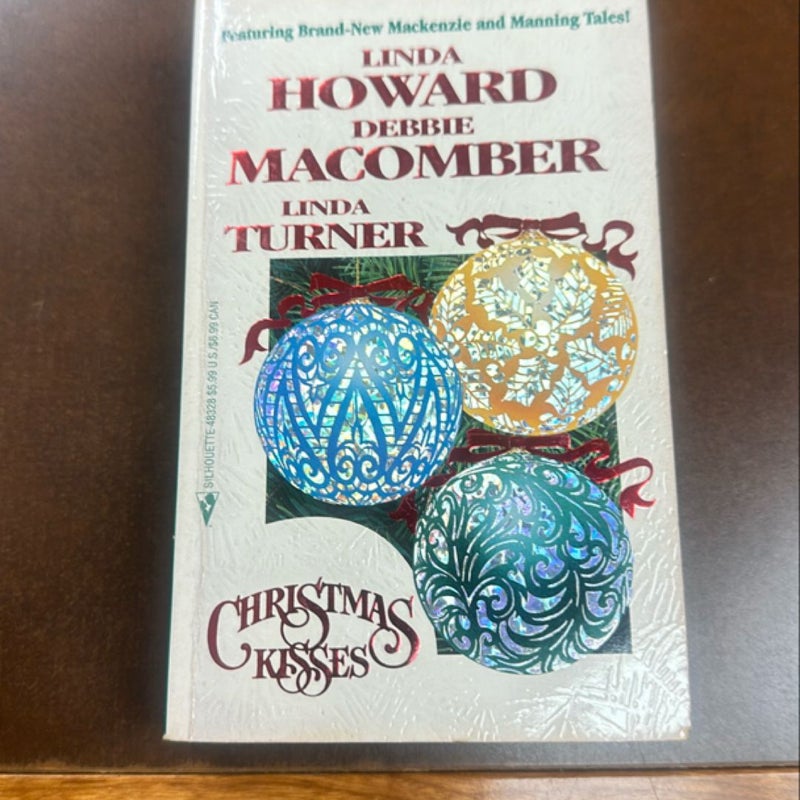 Featuring Brand-New Mackenzie and Manning Tales!
LINDA
HOWARD
DEBBIE
MACOMBER
LINDA
TURNER
SILHOUETTE-48328 $5.99 U.S./$6.99 CAN
CHRISTMAS
KISSES